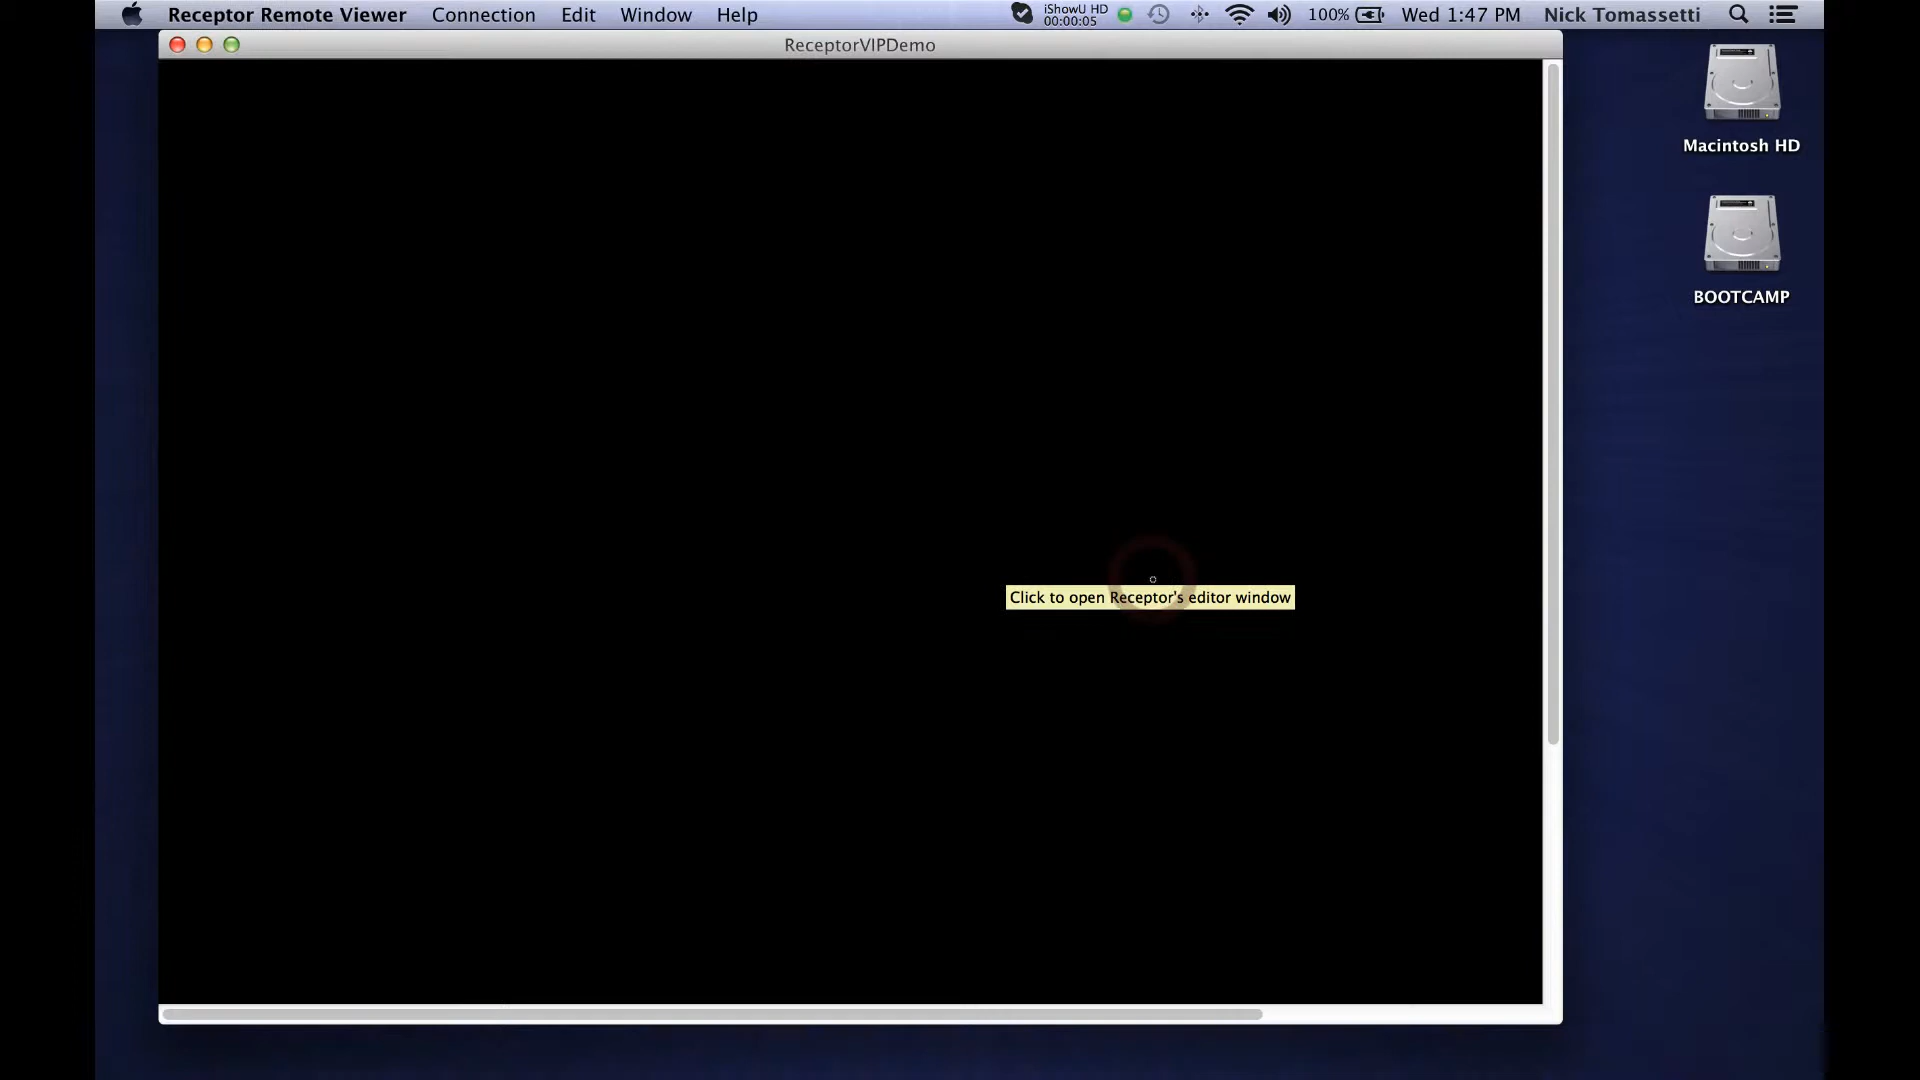 Receptor Remote Viewer Connection Edit Window Help iShowU HD 00:00:05 100% Wed 1:47 PM Nick Tomassetti
ReceptorVIPDemo
Macintosh HD
BOOTCAMP
Click to open Receptor's editor window